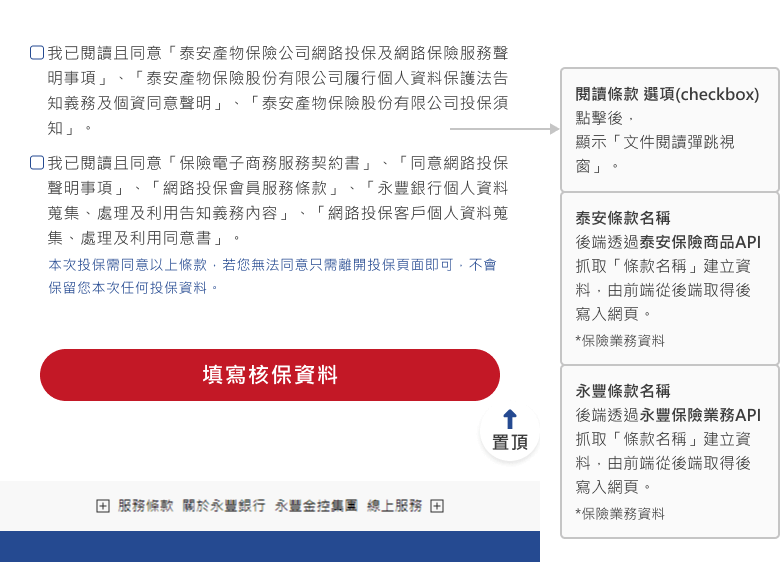 我已閱讀且同意「泰安產物保險公司網路投保及網路保險服務聲
明事項」、「泰安產物保險股份有限公司履行個人資料保護法告
知義務及個資同意聲明」、「泰安產物保險股份有限公司投保須
知」。
我已閱讀且同意「保險電子商務服務契約書」、「同意網路投保
聲明事項」、「網路投保會員服務條款」、「永豐銀行個人資料
蒐集、處理及利用告知義務內容」、「網路投保客戶個人資料蒐
集、處理及利用同意書」。
本次投保需同意以上條款，若您無法同意只需離開投保頁面即可，不會
保留您本次任何投保資料。
填寫核保資料
置頂
服務條款 關於永豐銀行 永豐金控集團 線上服務
閱讀條款 選項(checkbox)
點擊後，
顯示「文件閱讀彈跳視
窗」。
泰安條款名稱
後端透過泰安保險商品API
抓取「條款名稱」建立資
料，由前端從後端取得後
寫入網頁。
*保險業務資料
永豐條款名稱
後端透過永豐保險業務API
抓取「條款名稱」建立資
料，由前端從後端取得後
寫入網頁。
*保險業務資料